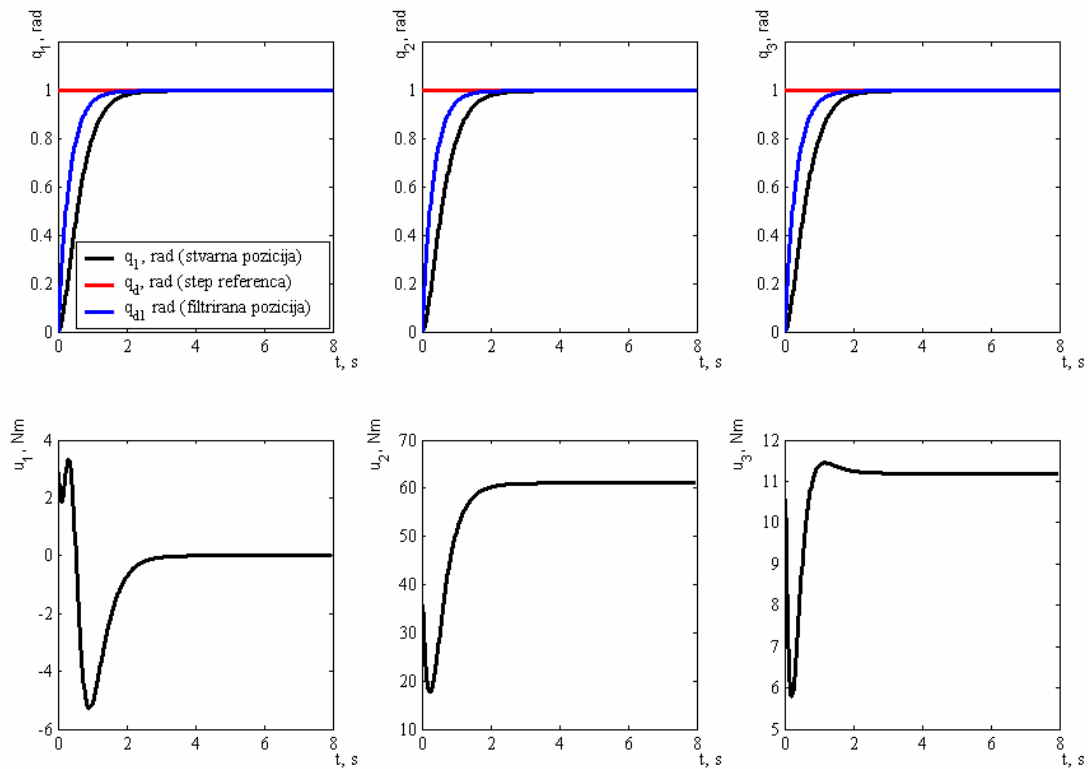 q1, rad
q2, rad
q3, rad
1
0.8
0.6
0.4
0.2
0
q1, rad (stvarna pozicija)
qd, rad (step referenca)
qd1 rad (filtrirana pozicija)
0 2 4 6 8
t, s
1
0.8
0.6
0.4
0.2
0
0 2 4 6 8
t, s
1
0.8
0.6
0.4
0.2
0
0 2 4 6 8
t, s
u1, Nm
4
2
0
-2
-4
-6
0 2 4 6 8
t, s
u2, Nm
70
60
50
40
30
20
10
0 2 4 6 8
t, s
u3, Nm
12
11
10
9
8
7
6
5
0 2 4 6 8
t, s